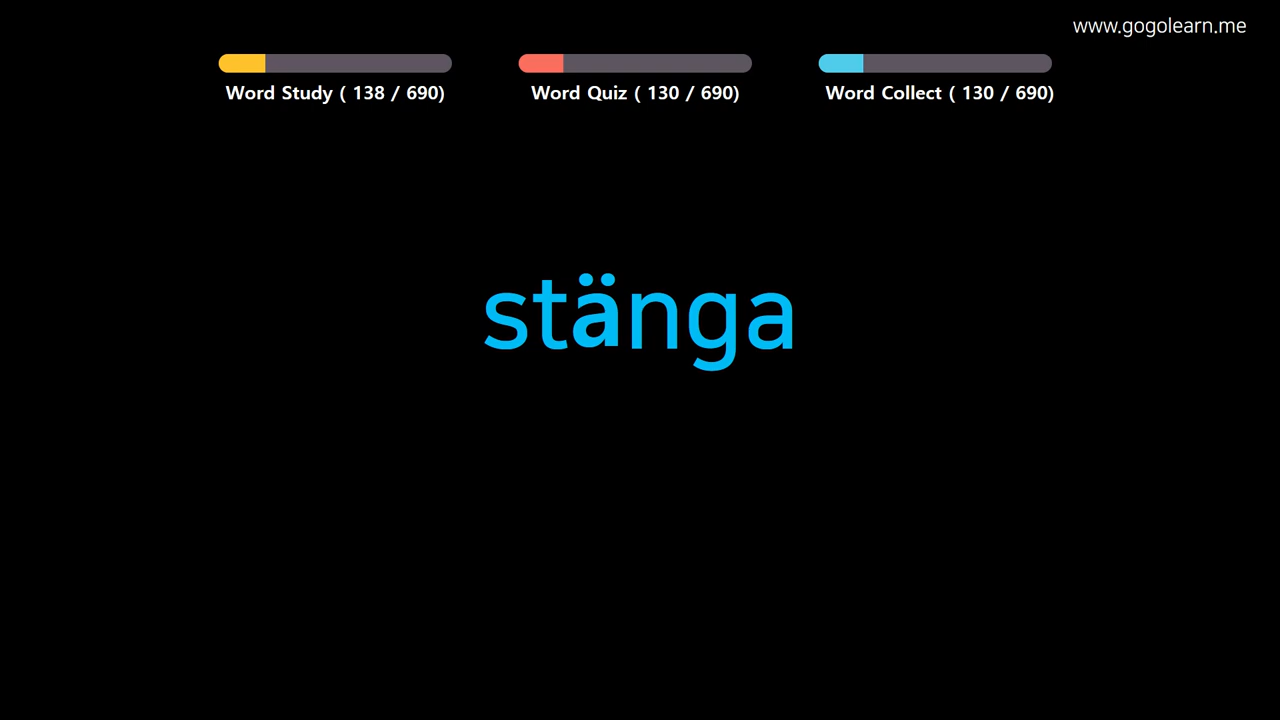 www.gogolearn.me
Word Study ( 138 / 690)
Word Quiz ( 130 / 690)
Word Collect ( 130 / 690)
stänga